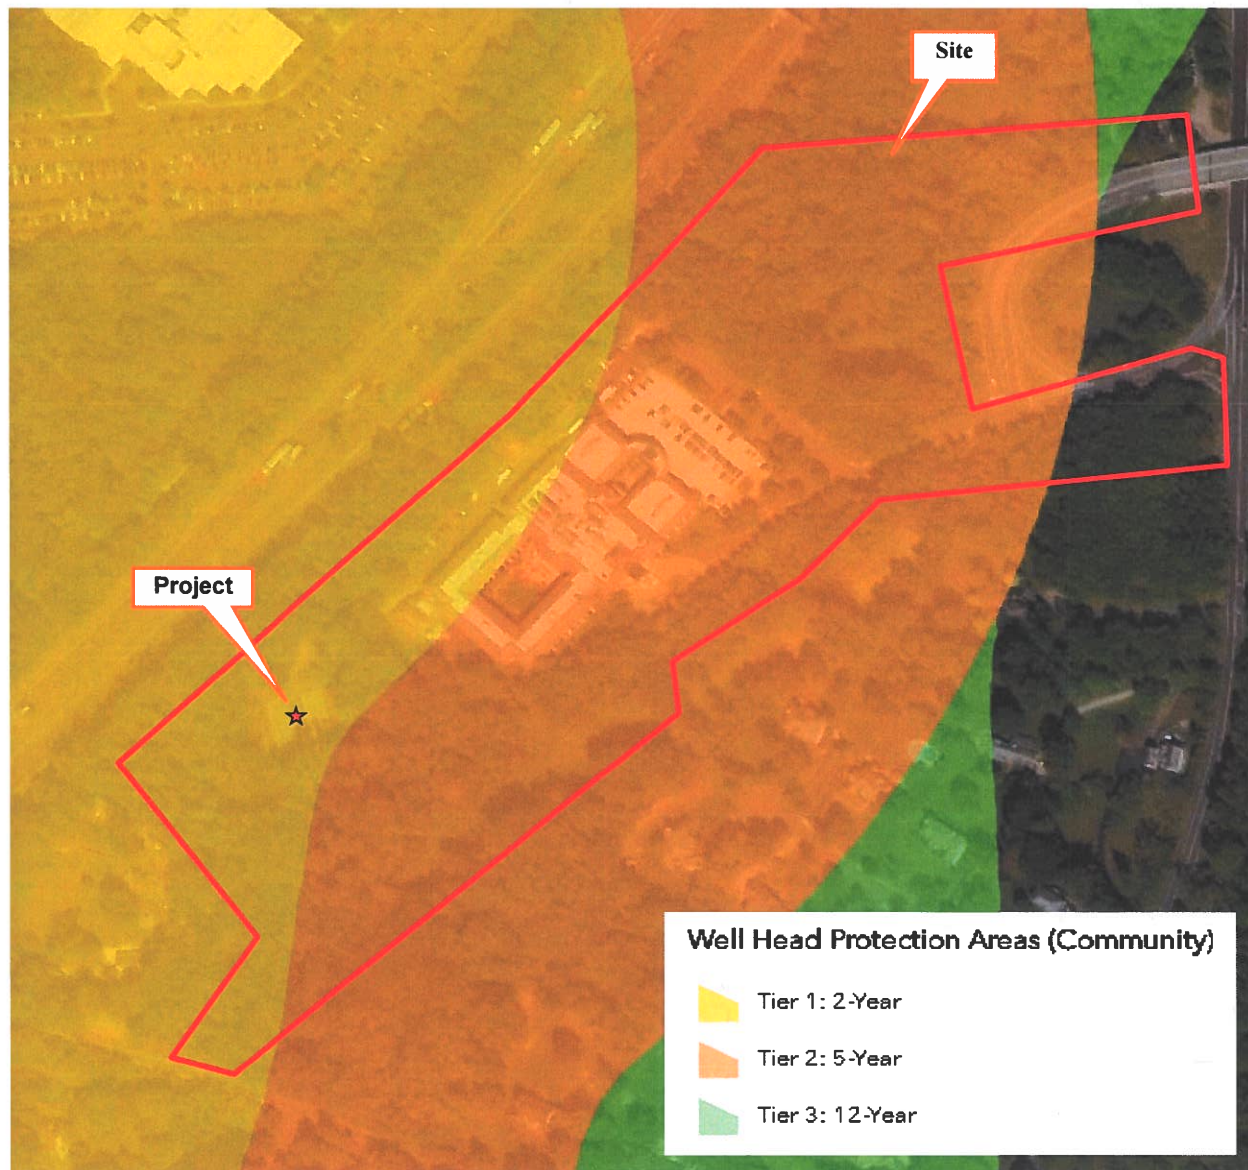 Site
Project
Well Head Protection Areas (Community)
Tier 1: 2-Year
Tier 2: 5-Year
Tier 3: 12-Year